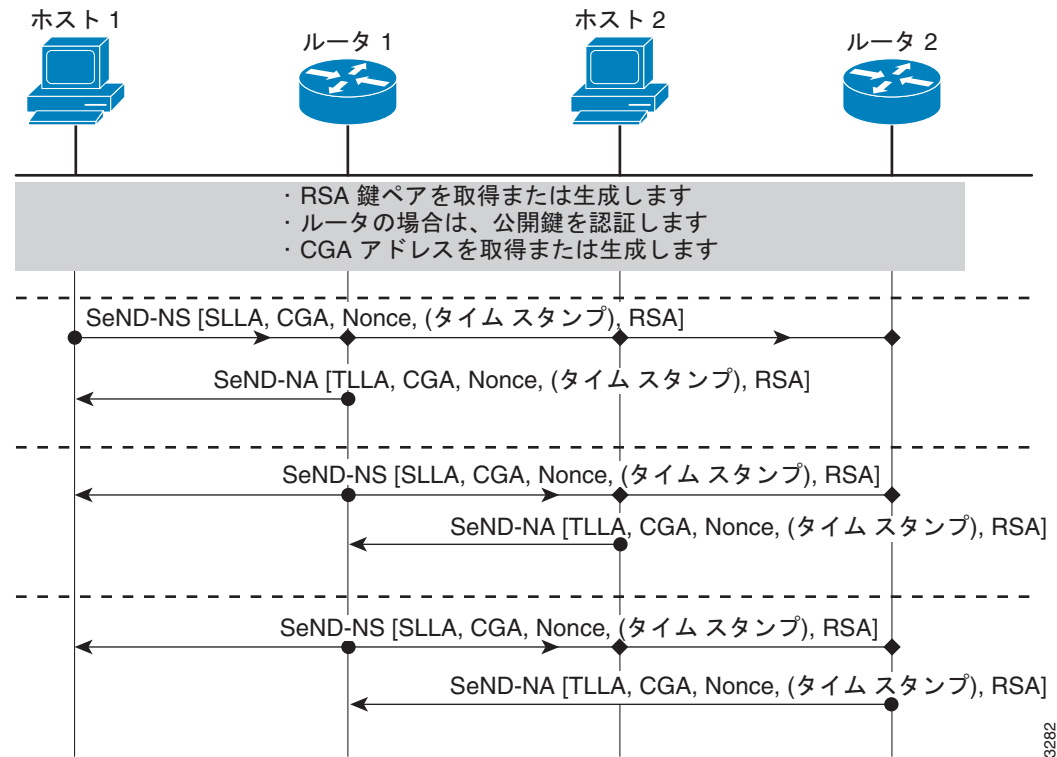 ホスト 1
ルータ 1
ホスト 2
ルータ 2
· RSA 鍵ペアを取得または生成します
· ルータの場合は、公開鍵を認証します
· CGA アドレスを取得または生成します
SeND-NS [SLLA, CGA, Nonce, (タイム スタンプ), RSA]
SeND-NA [TLLA, CGA, Nonce, (タイム スタンプ), RSA]
SeND-NS [SLLA, CGA, Nonce, (タイム スタンプ), RSA]
SeND-NA [TLLA, CGA, Nonce, (タイム スタンプ), RSA]
SeND-NS [SLLA, CGA, Nonce, (タイム スタンプ), RSA]
SeND-NA [TLLA, CGA, Nonce, (タイム スタンプ), RSA]
3282